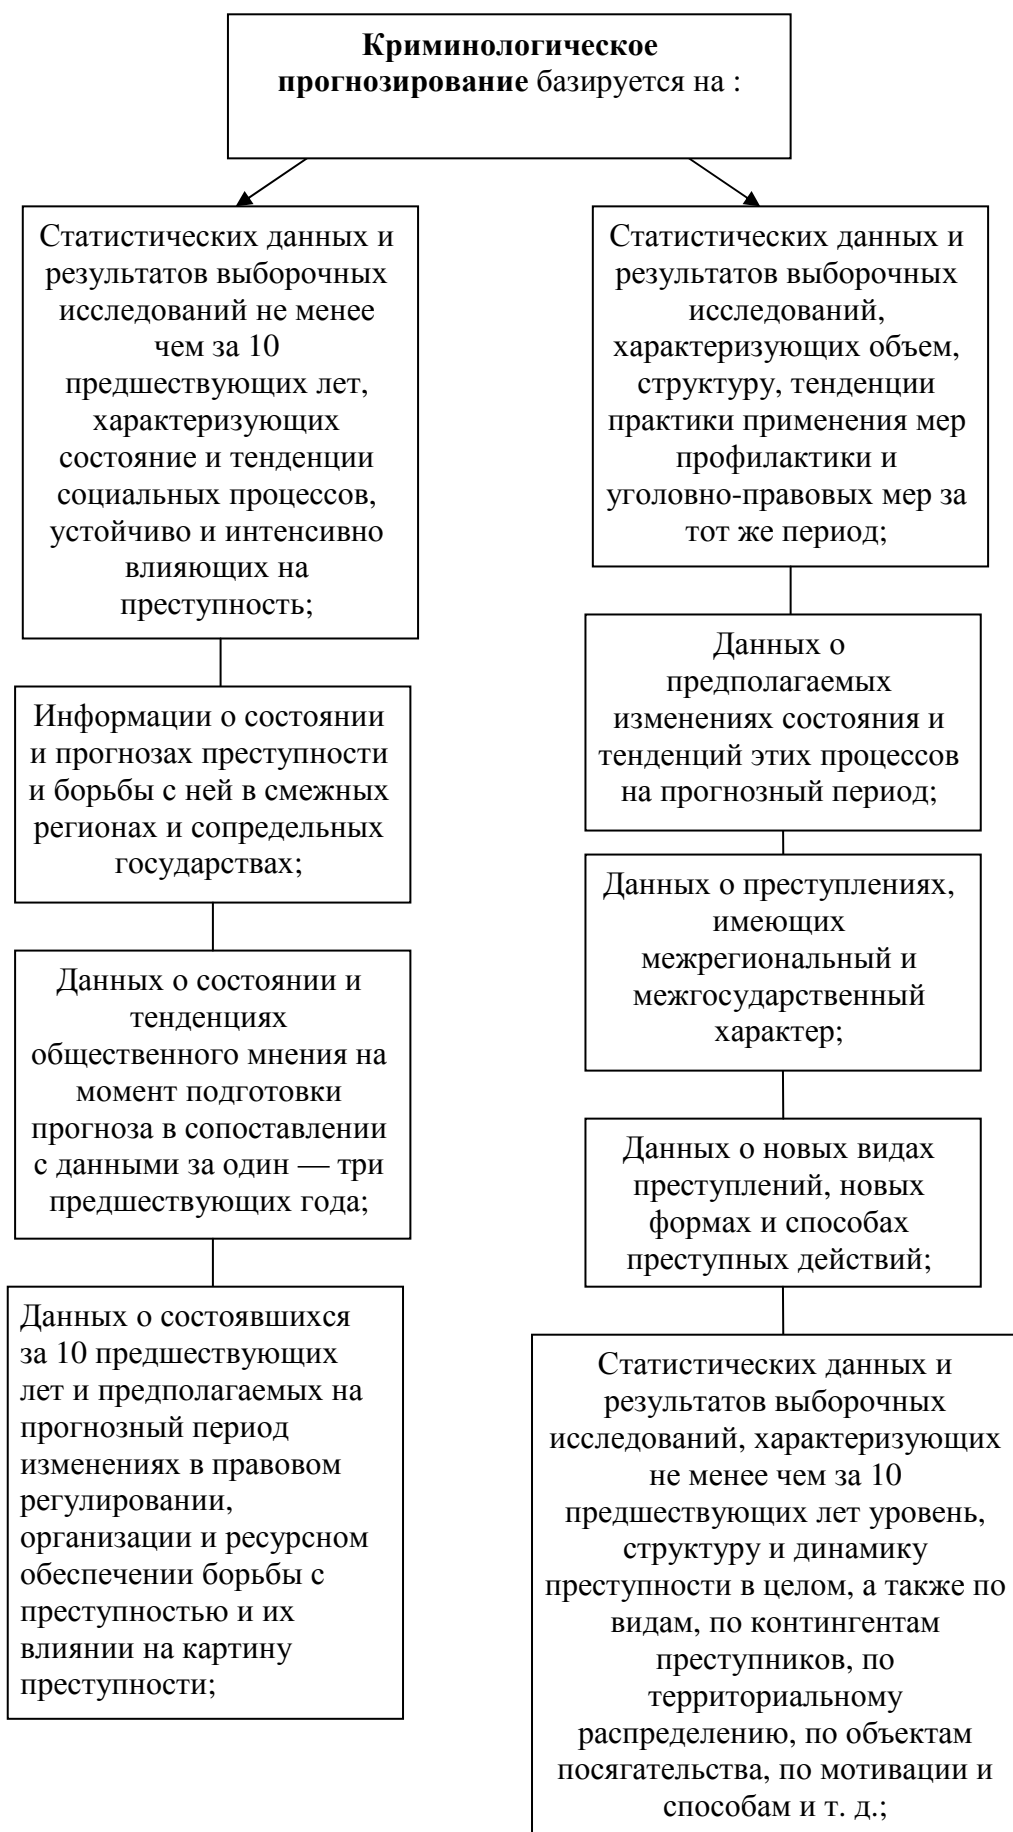 Криминологическое
прогнозирование базируется на :
Статистических данных и
результатов выборочных
исследований не менее
чем за 10
предшествующих лет,
характеризующих
состояние и тенденции
социальных процессов,
устойчиво и интенсивно
влияющих на
преступность;
Информации о состоянии
и прогнозах преступности
и борьбы с ней в смежных
регионах и сопредельных
государствах;
Данных о состоянии и
тенденциях
общественного мнения на
момент подготовки
прогноза в сопоставлении
с данными за один — три
предшествующих года;
Данных о состоявшихся
за 10 предшествующих
лет и предполагаемых на
прогнозный период
изменениях в правовом
регулировании,
организации и ресурсном
обеспечении борьбы с
преступностью и их
влиянии на картину
преступности;
Статистических данных и
результатов выборочных
исследований,
характеризующих объем,
структуру, тенденции
практики применения мер
профилактики и
уголовно-правовых мер за
тот же период;
Данных о
предполагаемых
изменениях состояния и
тенденций этих процессов
на прогнозный период;
Данных о преступлениях,
имеющих
межрегиональный и
межгосударственный
характер;
Данных о новых видах
преступлений, новых
формах и способах
преступных действий;
Статистических данных и
результатов выборочных
исследований, характеризующих
не менее чем за 10
предшествующих лет уровень,
структуру и динамику
преступности в целом, а также по
видам, по контингентам
преступников, по
территориальному
распределению, по объектам
посягательства, по мотивации и
способам и т. д.;